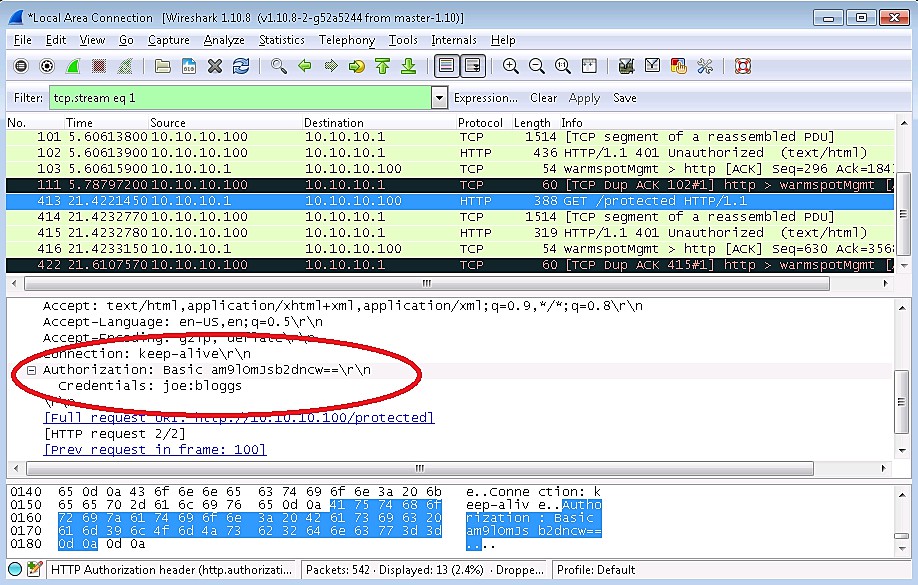 *Local Area Connection [Wireshark 1.10.8 (v1.10.8-2-g52a5244 from master-1.10)]
File Edit View Go Capture Analyze Statistics Telephony Tools Internals Help
Filter: tcp.stream eq 1 Expression... Clear Apply Save
No. Time Source Destination Protocol Length Info
101 5.60613800 10.10.10.100 10.10.10.1 TCP 1514 [TCP segment of a reassembled PDU]
102 5.60613900 10.10.10.100 10.10.10.1 HTTP 436 HTTP/1.1 401 Unauthorized (text/html)
103 5.60615900 10.10.10.1 10.10.10.100 TCP 54 warmspotMgmt > http [ACK] Seq=296 Ack=184
111 5.78797200 10.10.10.100 10.10.10.1 TCP 60 [TCP Dup ACK 102#1] http > warmspotMgmt [
413 21.4221450 10.10.10.1 10.10.10.100 HTTP 388 GET /protected HTTP/1.1
414 21.4232770 10.10.10.100 10.10.10.1 TCP 1514 [TCP segment of a reassembled PDU]
415 21.4232780 10.10.10.100 10.10.10.1 HTTP 319 HTTP/1.1 401 Unauthorized (text/html)
416 21.4233150 10.10.10.1 10.10.10.100 TCP 54 warmspotMgmt > http [ACK] Seq=630 Ack=356
422 21.6107570 10.10.10.100 10.10.10.1 TCP 60 [TCP Dup ACK 415#1] http > warmspotMgmt [
Accept: text/html,application/xhtml+xml,application/xml;q=0.9,*/*;q=0.8\r\n
Accept-Language: en-US,en;q=0.5\r\n
Accept-Encoding: gzip, deflate\r\n
Connection: keep-alive\r\n
Authorization: Basic am9lOmJsb2dncw==\r\n
Credentials: joe:bloggs
\r\n
[Full request URI: http://10.10.10.100/protected]
[HTTP request 2/2]
[Prev request in frame: 100]
0140 65 0d 0a 43 6f 6e 6e 65 63 74 69 6f 6e 3a 20 6b e..Conne ction: k
0150 65 65 70 2d 61 6c 69 76 65 0d 0a 41 75 74 68 6f eep-aliv e..Autho
0160 72 69 7a 61 74 69 6f 6e 3a 20 42 61 73 69 63 20 rization : Basic
0170 61 6d 39 6c 4f 6d 4a 73 62 32 64 6e 63 77 3d 3d am9lOmJs b2dncw==
0180 0d 0a 0d 0a ....
HTTP Authorization header (http.authorizati... Packets: 542 · Displayed: 13 (2.4%) · Droppe... Profile: Default